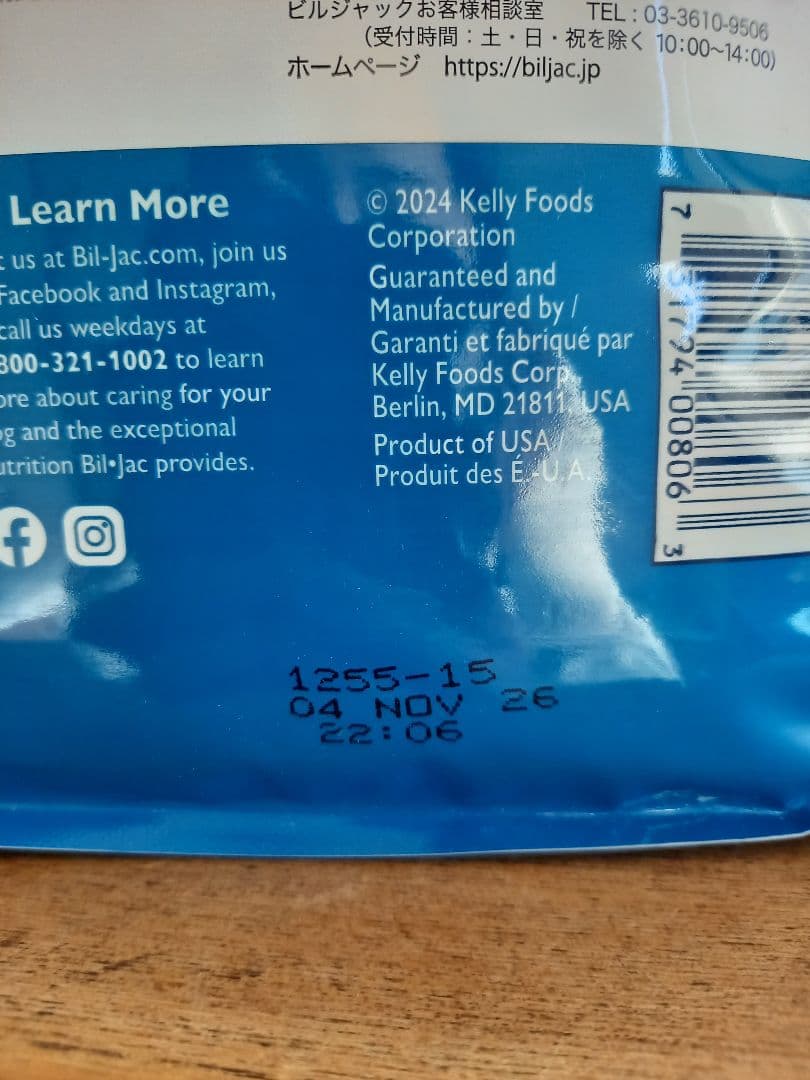 ビルジャックお客様相談室 TEL : 03-3610-9506
（受付時間：土・日・祝を除く 10:00~14:00)
ホームページ https://biljac.jp
Learn More
us at Bil-Jac.com, join us
Facebook and Instagram,
call us weekdays at
800-321-1002 to learn
about caring for your
and the exceptional
Bil•Jac provides.
© 2024 Kelly Foods
Corporation
Guaranteed and
Manufactured by /
Garanti et fabriqué par
Kelly Foods Corp.
Berlin, MD 21811, USA
Product of USA /
Produit des É.-U.A.
7 00806 3
1255-15
04 NOV 26
22:06